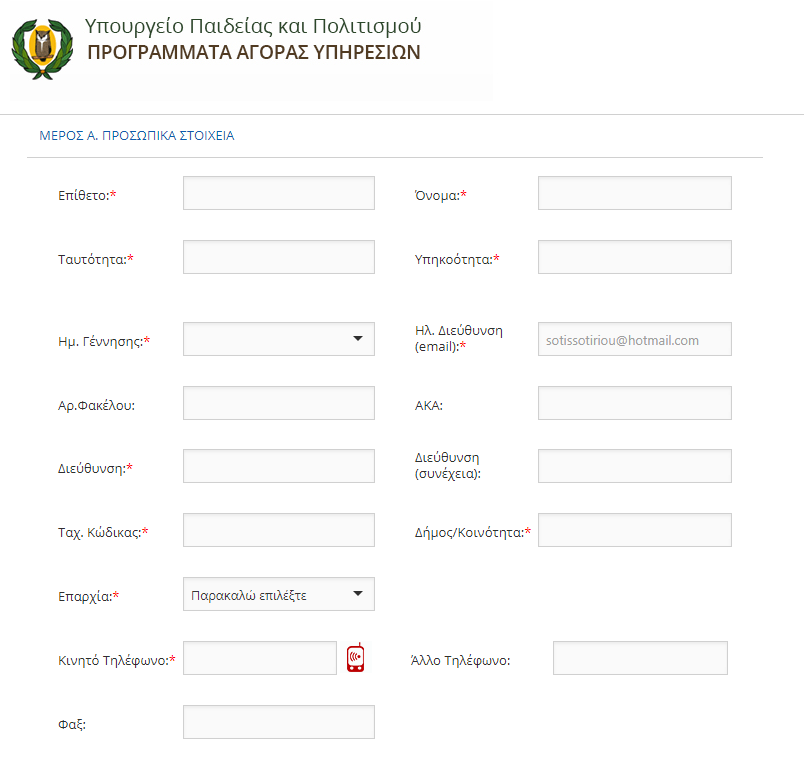 Υπουργείο Παιδείας και Πολιτισμού
ΠΡΟΓΡΑΜΜΑΤΑ ΑΓΟΡΑΣ ΥΠΗΡΕΣΙΩΝ
ΜΕΡΟΣ Α. ΠΡΟΣΩΠΙΚΑ ΣΤΟΙΧΕΙΑ
Επίθετο:* Όνομα:*
Ταυτότητα:* Υπηκοότητα:*
Ημ. Γέννησης:* Ηλ. Διεύθυνση
(email):* sotissotiriou@hotmail.com
Αρ.Φακέλου: ΑΚΑ:
Διεύθυνση:* Διεύθυνση
(συνέχεια):
Ταχ. Κώδικας:* Δήμος/Κοινότητα:*
Επαρχία:* Παρακαλώ επιλέξτε
Κινητό Τηλέφωνο:* Άλλο Τηλέφωνο:
Φαξ: